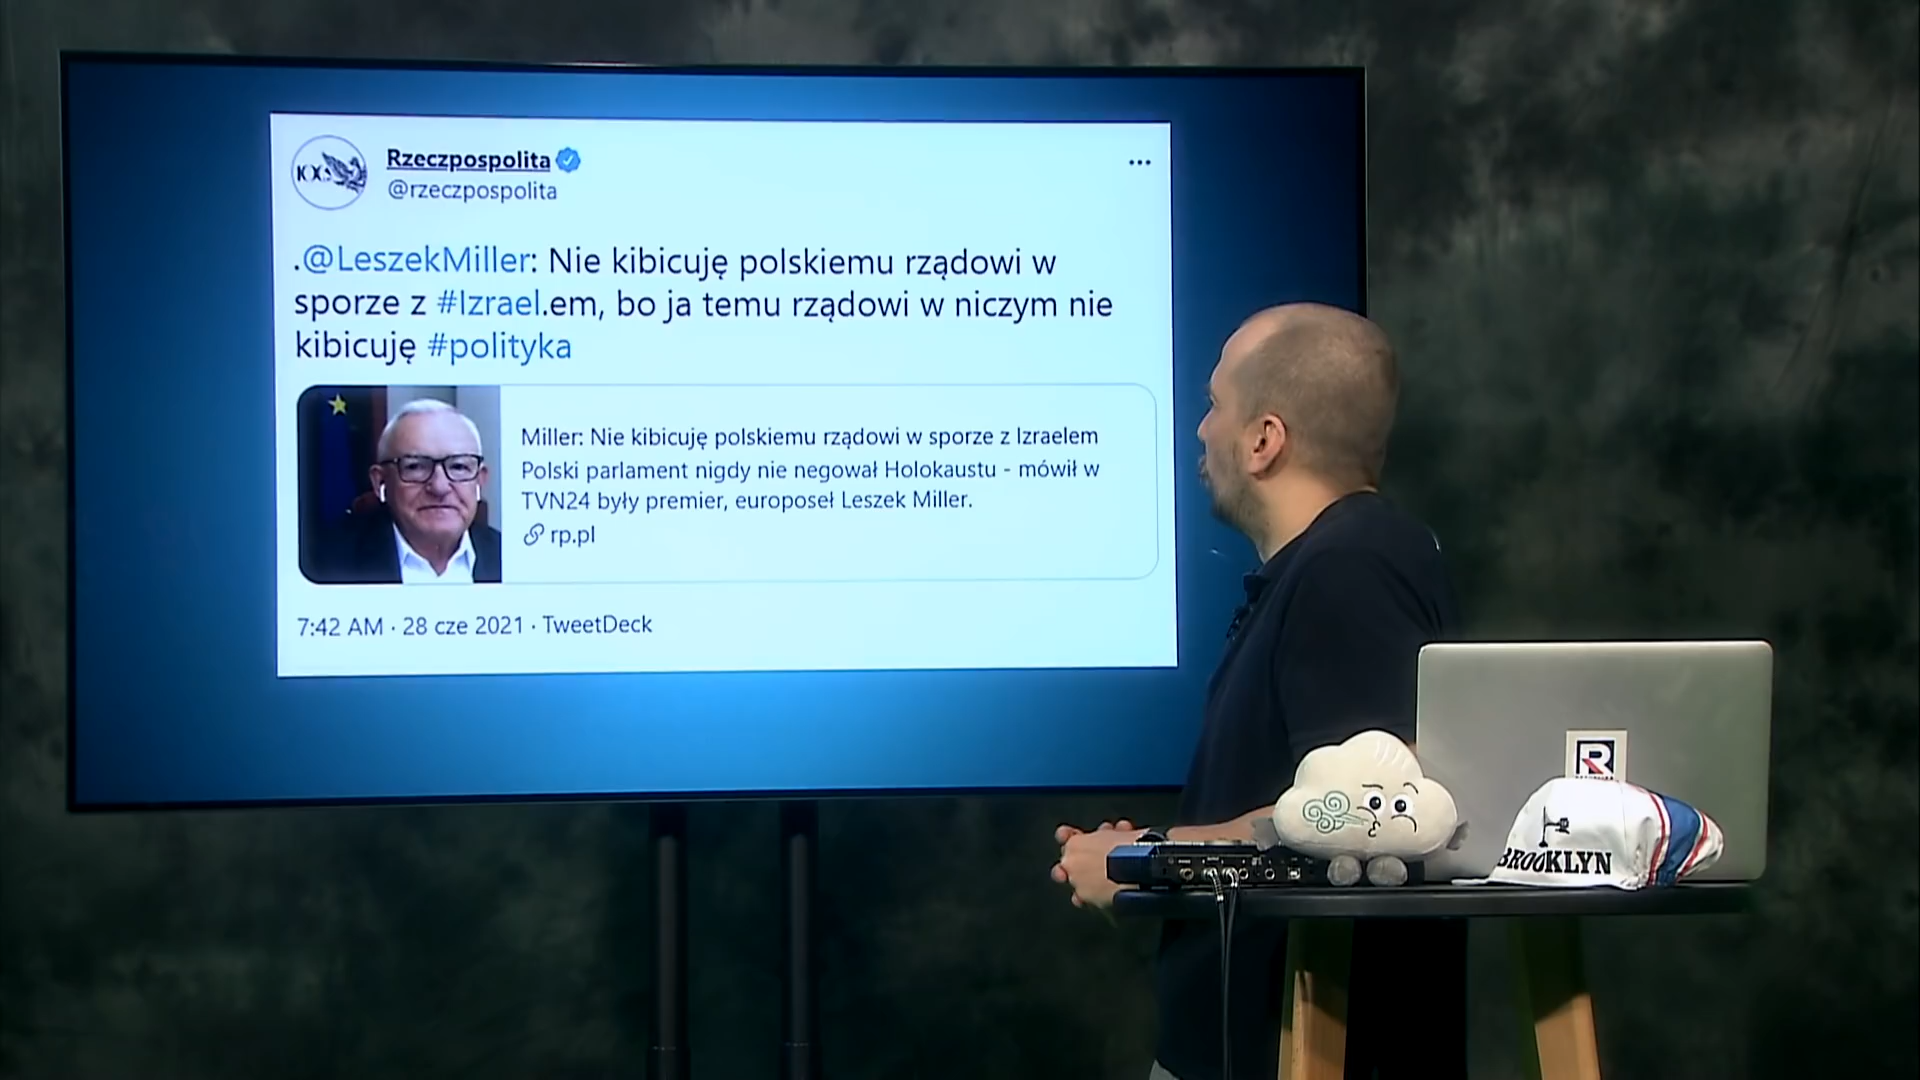 Rzeczpospolita
@rzeczpospolita
.@LeszekMiller: Nie kibicuję polskiemu rządowi w
sporze z #Izrael.em, bo ja temu rządowi w niczym nie
kibicuję #polityka
Miller: Nie kibicuję polskiemu rządowi w sporze z Izraelem
Polski parlament nigdy nie negował Holokaustu - mówił w
TVN24 były premier, europoseł Leszek Miller.
rp.pl
7:42 AM · 28 cze 2021 · TweetDeck
R
BROOKLYN